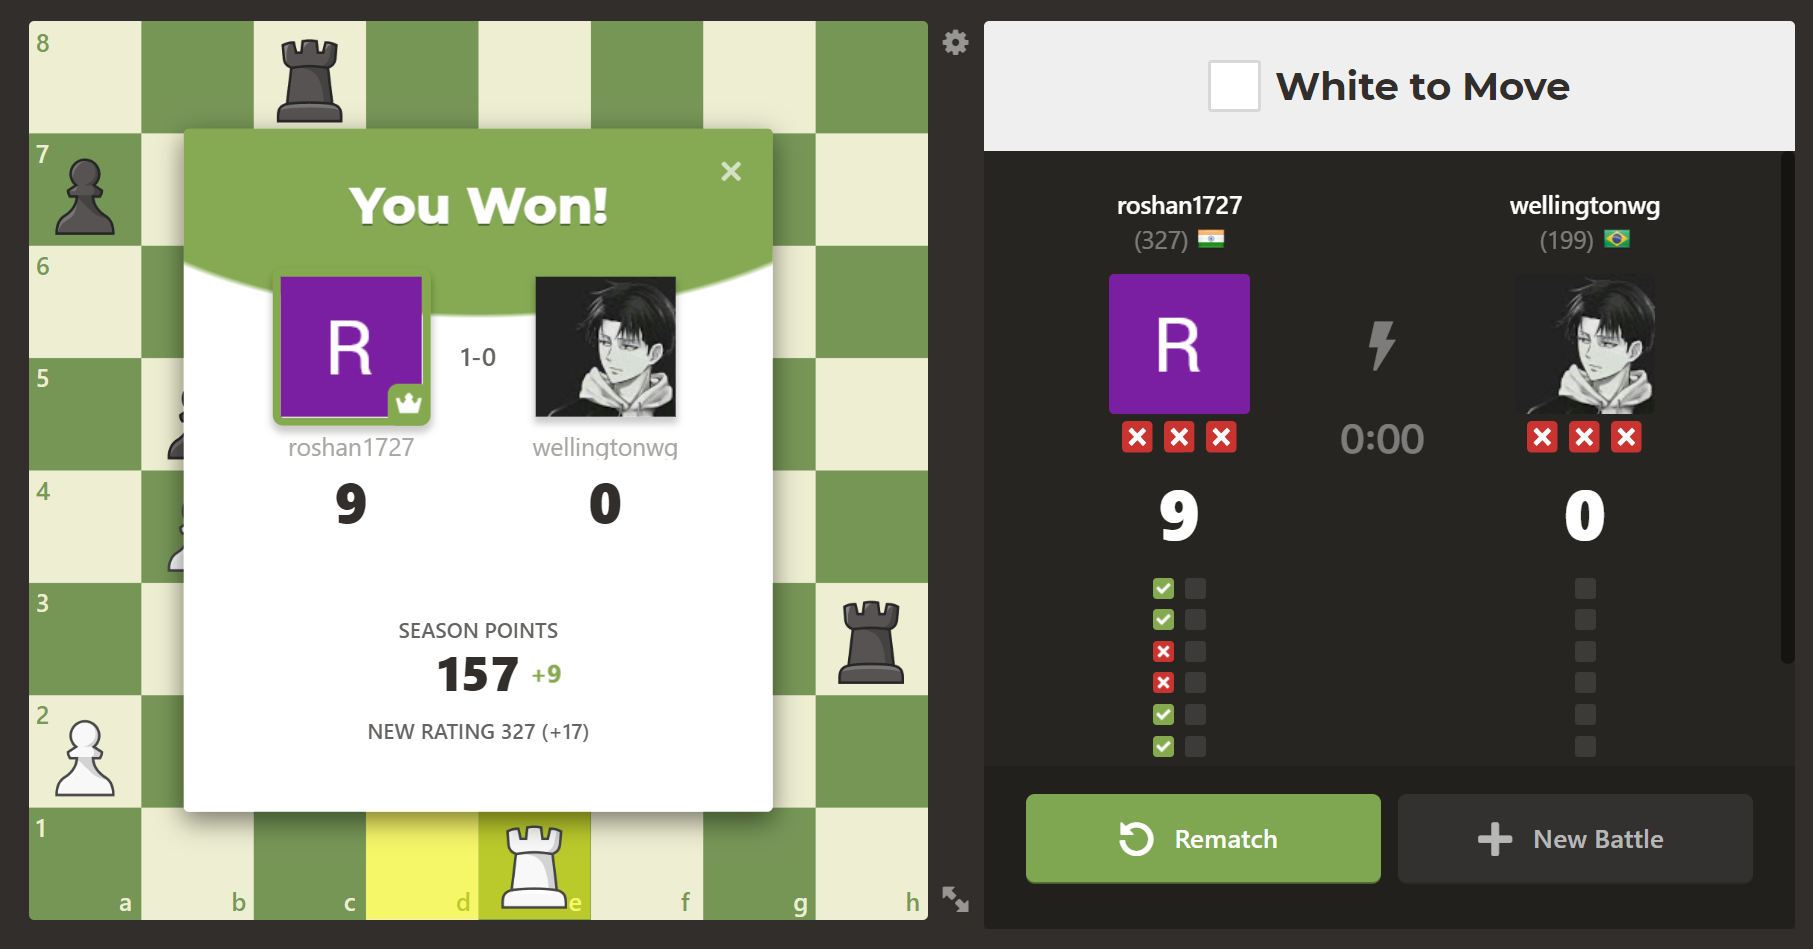 8
7
6
5
4
3
2
1
a
b
c
d
e
f
g
h
You Won!
R
1-0
roshan1727
wellingtonwg
9
0
SEASON POINTS
157 +9
NEW RATING 327 (+17)
White to Move
roshan1727
(327)
wellingtonwg
(199)
R
0:00
9
0
Rematch
New Battle